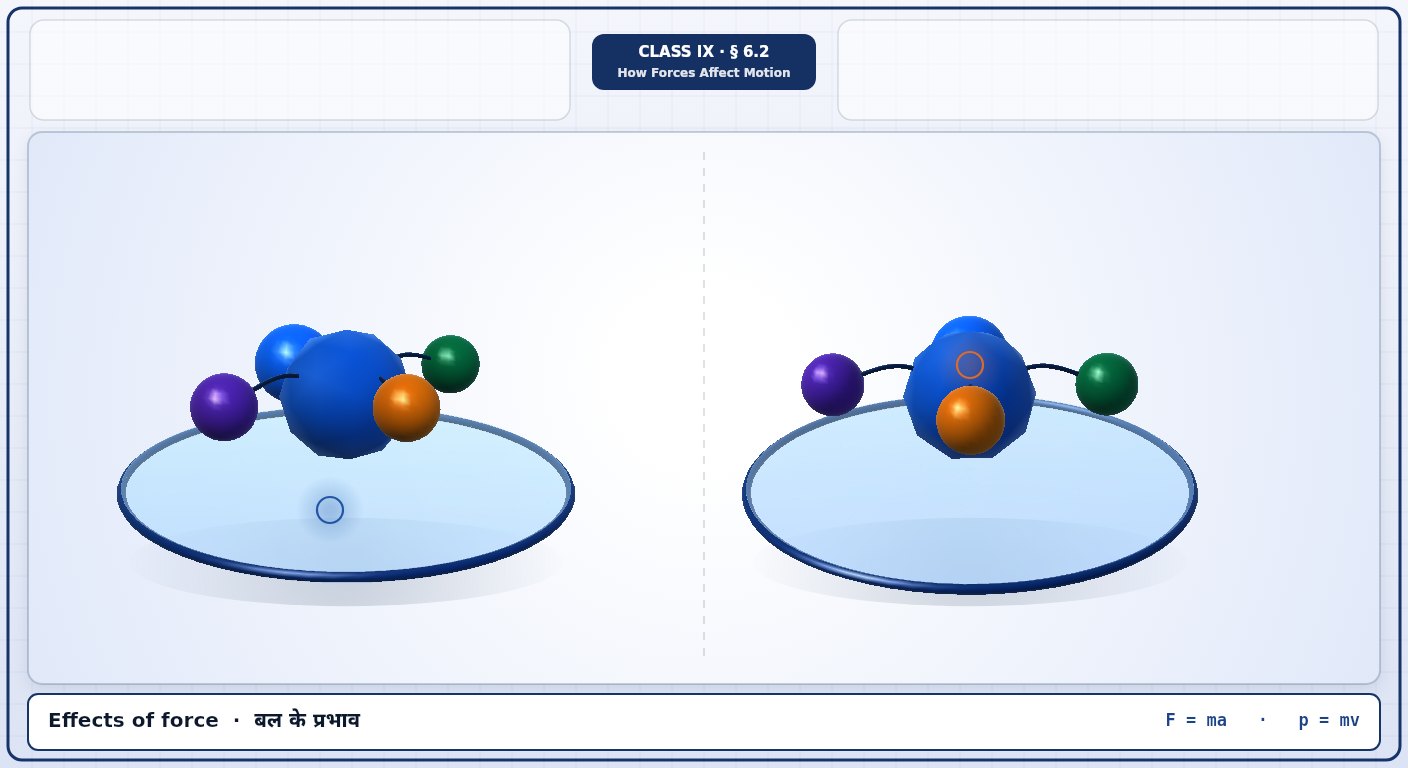 CLASS IX · § 6.2
How Forces Affect Motion
Effects of force · बल के प्रभाव
F = ma · p = mv